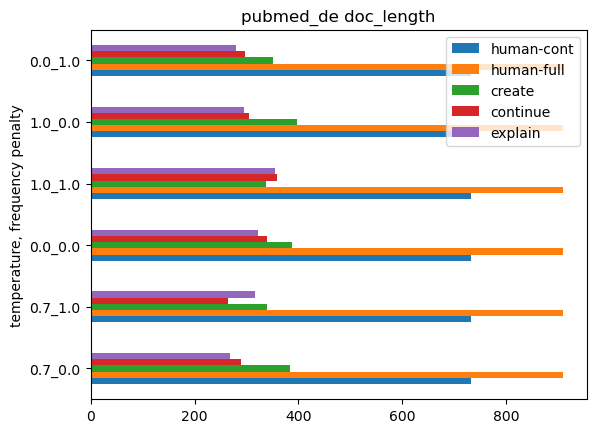 pubmed_de doc_length
human-cont
human-full
create
continue
explain
temperature, frequency penalty
0.0_1.0
1.0_0.0
1.0_1.0
0.0_0.0
0.7_1.0
0.7_0.0
0 200 400 600 800